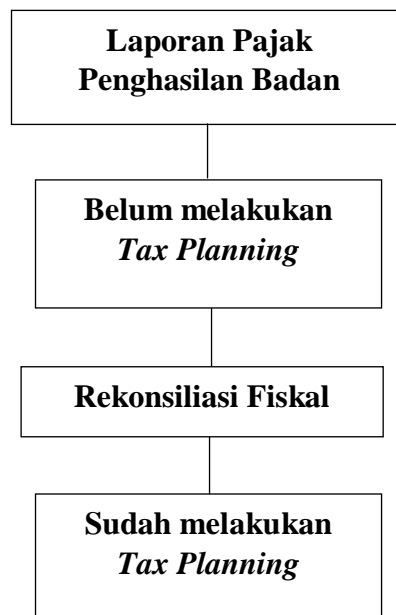 Laporan Pajak
Penghasilan Badan
Belum melakukan
Tax Planning
Rekonsiliasi Fiskal
Sudah melakukan
Tax Planning